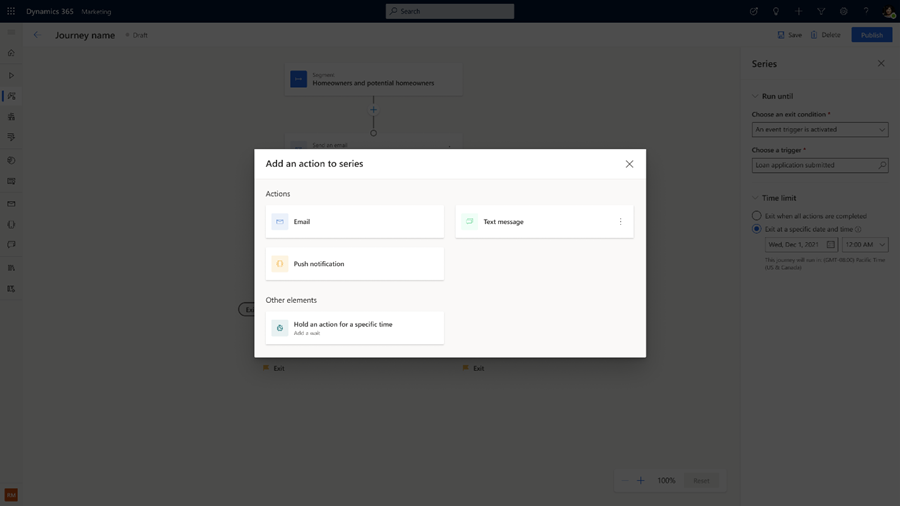 Dynamics 365 Marketing
Search
Journey name
Draft
Save
Delete
Publish
Segment
Homeowners and potential homeowners
Send an email
Add an action to series
Actions
Email
Text message
Push notification
Other elements
Hold an action for a specific time
Add a wait
Exit
Exit
100%
Reset
Series
Run until
Choose an exit condition *
An event trigger is activated
Choose a trigger *
Loan application submitted
Time limit
Exit when all actions are completed
Exit at a specific date and time
Wed, Dec 1, 2021
12:00 AM
This journey will run in (GMT-08:00) Pacific Time
(US & Canada)
KM